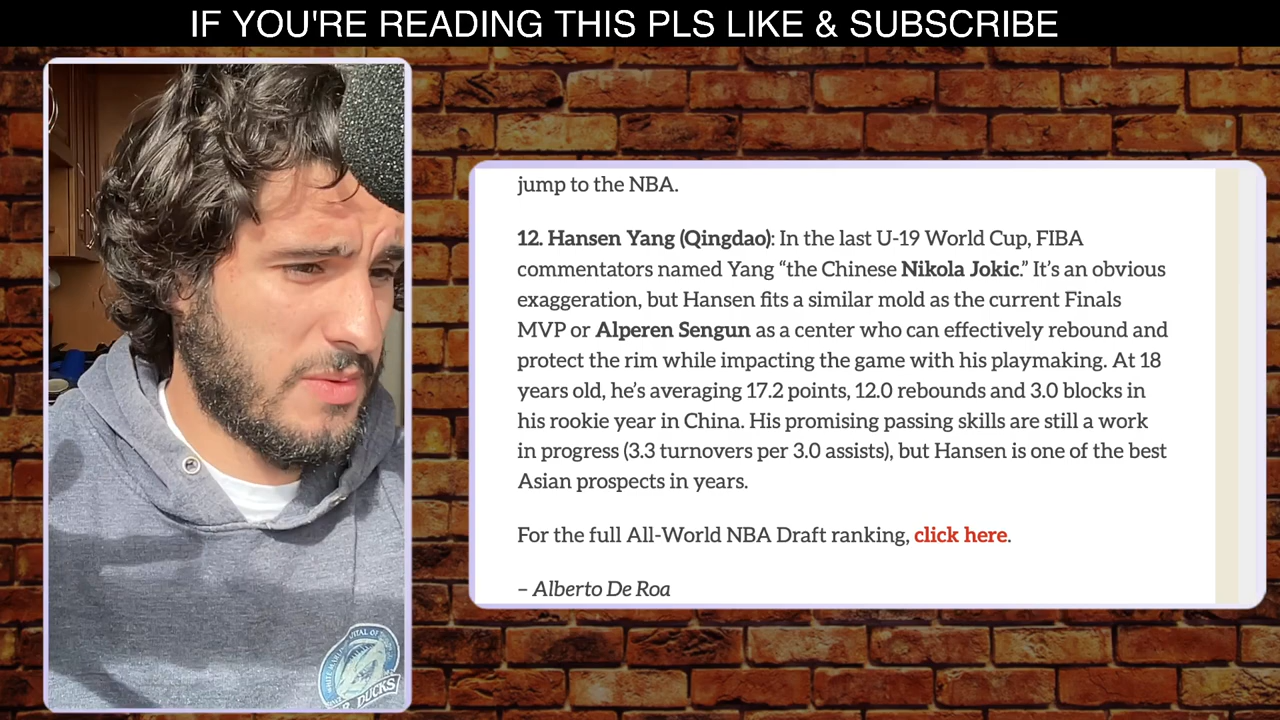 IF YOU'RE READING THIS PLS LIKE & SUBSCRIBE
jump to the NBA.
12. Hansen Yang (Qingdao): In the last U-19 World Cup, FIBA
commentators named Yang “the Chinese Nikola Jokic.” It’s an obvious
exaggeration, but Hansen fits a similar mold as the current Finals
MVP or Alperen Sengun as a center who can effectively rebound and
protect the rim while impacting the game with his playmaking. At 18
years old, he’s averaging 17.2 points, 12.0 rebounds and 3.0 blocks in
his rookie year in China. His promising passing skills are still a work
in progress (3.3 turnovers per 3.0 assists), but Hansen is one of the best
Asian prospects in years.
For the full All-World NBA Draft ranking, click here.
– Alberto De Roa
DUCKS